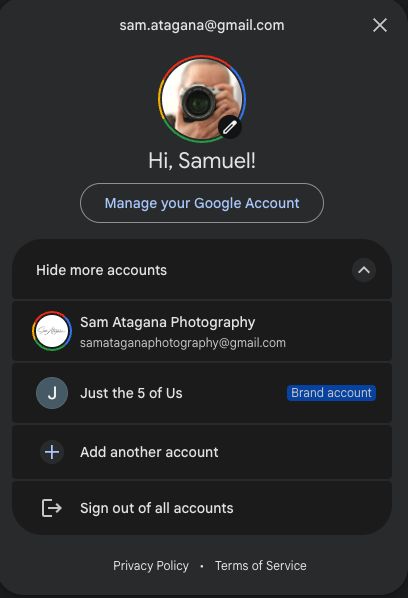 sam.atagana@gmail.com
Hi, Samuel!
Manage your Google Account
Hide more accounts
Sam Atagana Photography
samataganaphotography@gmail.com
J
Just the 5 of Us
Brand account
Add another account
Sign out of all accounts
Privacy Policy • Terms of Service